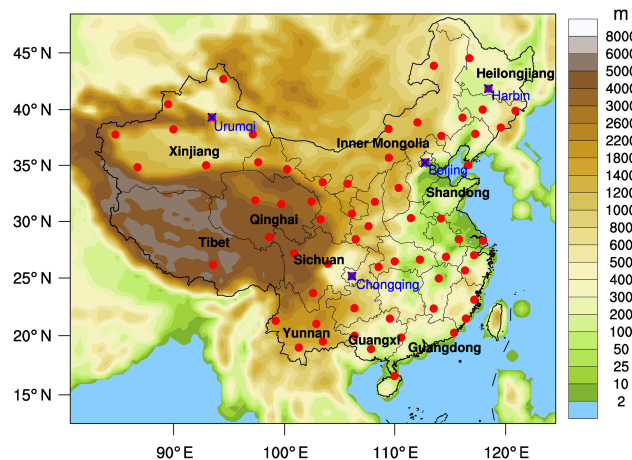 m
45° N
40° N
35° N
30° N
25° N
20° N
15° N
90° E
100° E
110° E
120° E
Heilongjiang
Harbin
Urumqi
Inner Mongolia
Xinjiang
Beijing
Shandong
Qinghai
Tibet
Sichuan
Chongqing
Yunnan
Guangxi
Guangdong
8000
6000
5000
4000
3000
2600
2200
1800
1400
1200
1000
800
600
400
300
200
100
50
25
10
2